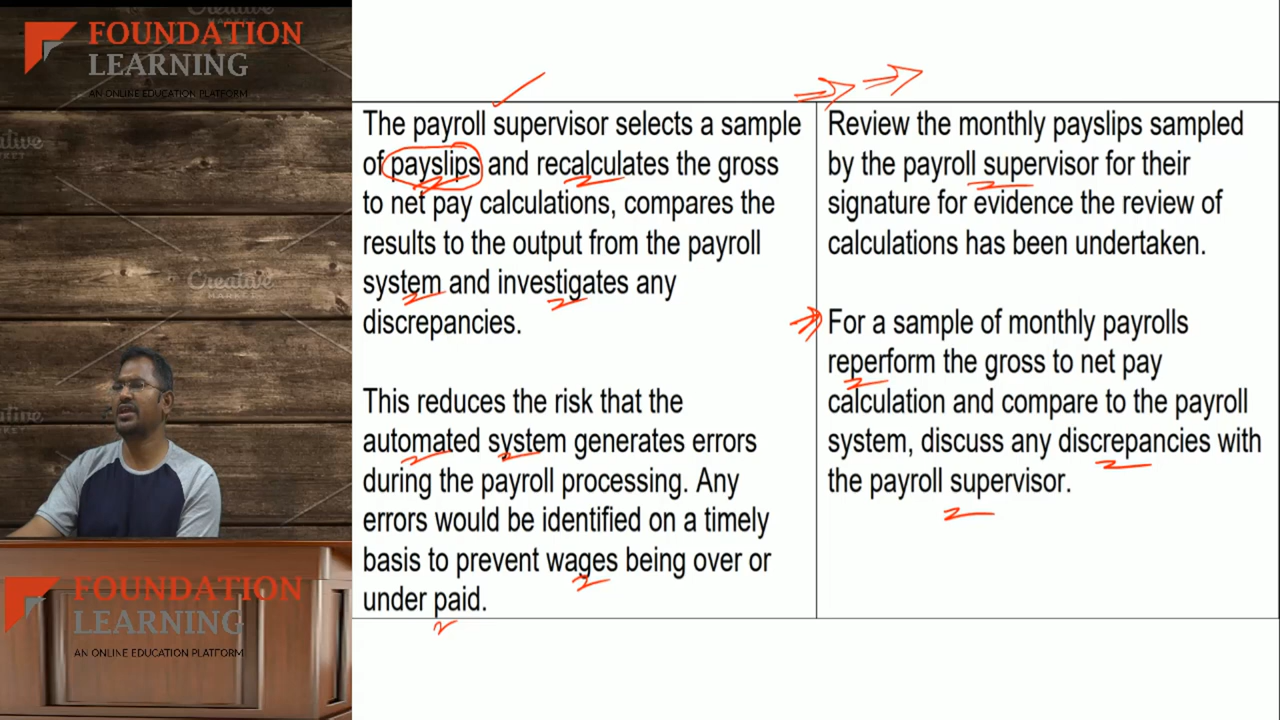 FOUNDATION
LEARNING
AN ONLINE EDUCATION PLATFORM
The payroll supervisor selects a sample
of payslips and recalculates the gross
to net pay calculations, compares the
results to the output from the payroll
system and investigates any
discrepancies.
This reduces the risk that the
automated system generates errors
during the payroll processing. Any
errors would be identified on a timely
basis to prevent wages being over or
under paid.
Review the monthly payslips sampled
by the payroll supervisor for their
signature for evidence the review of
calculations has been undertaken.
For a sample of monthly payrolls
reperform the gross to net pay
calculation and compare to the payroll
system, discuss any discrepancies with
the payroll supervisor.
Creative
MARKET
FOUNDATION
LEARNING
AN ONLINE EDUCATION PLATFORM